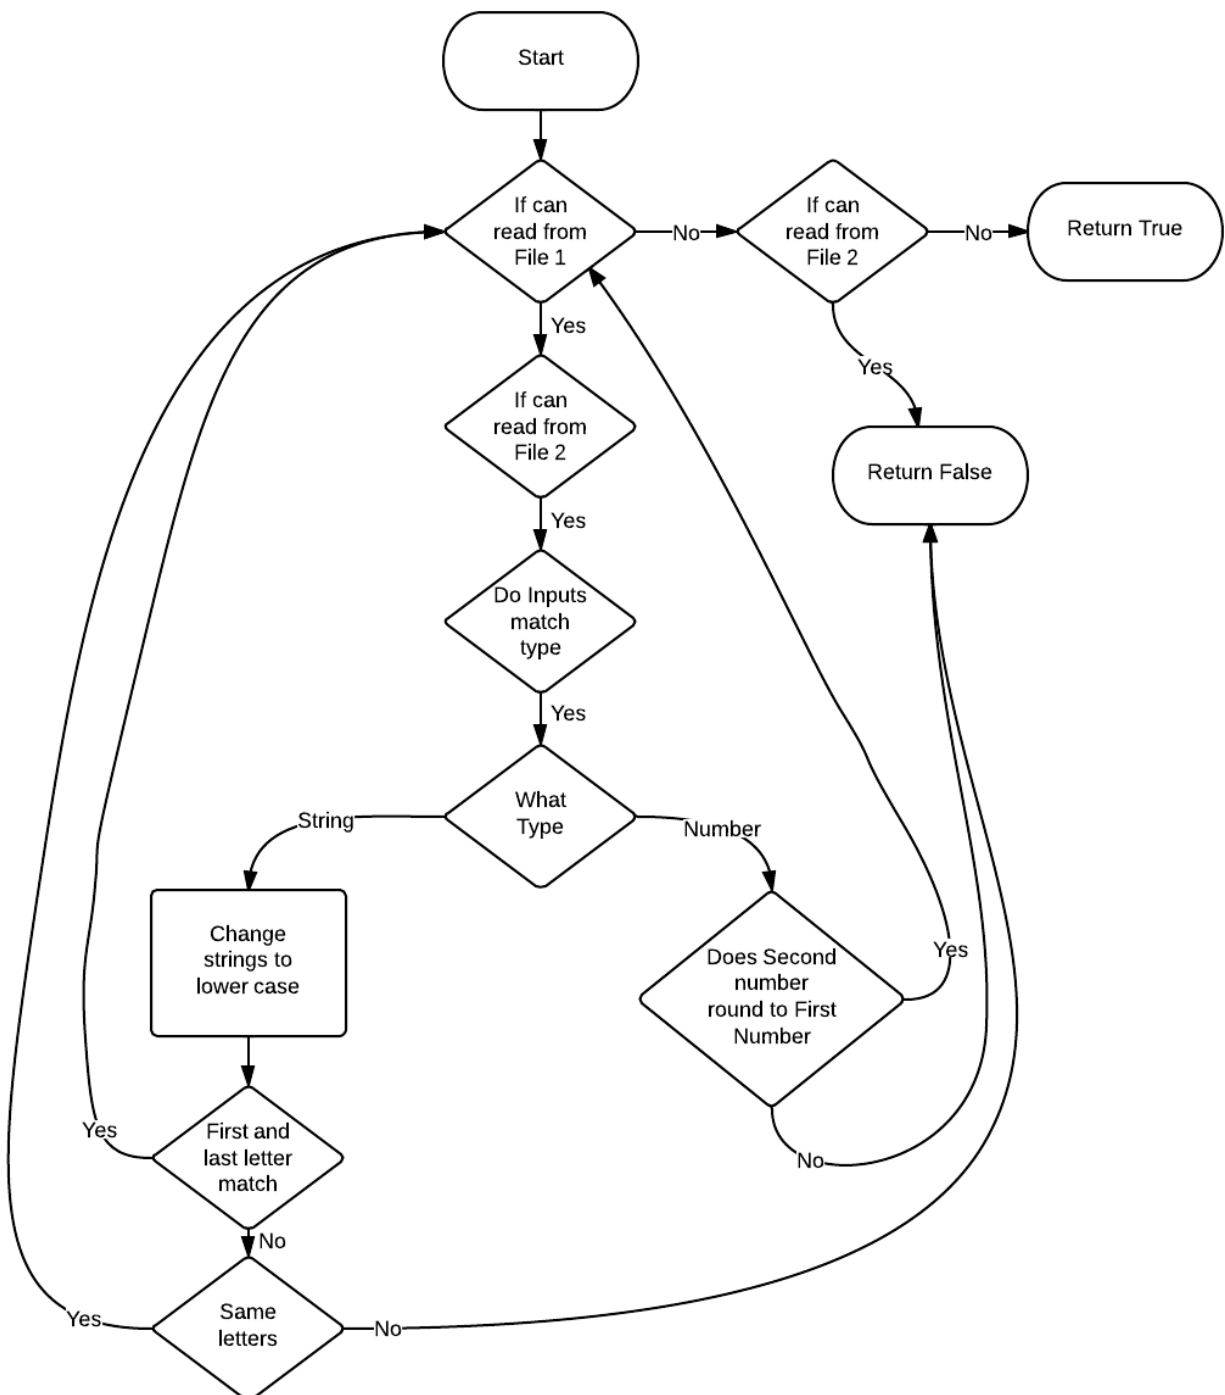 Start
If can
read from
File 1
No
If can
read from
File 2
No
Return True
Yes
Yes
If can
read from
File 2
Return False
Yes
Do Inputs
match
type
Yes
What
Type
String
Number
Change
strings to
lower case
Does Second
number
round to First
Number
Yes
First and
last letter
match
Yes
No
No
Same
letters
Yes
No